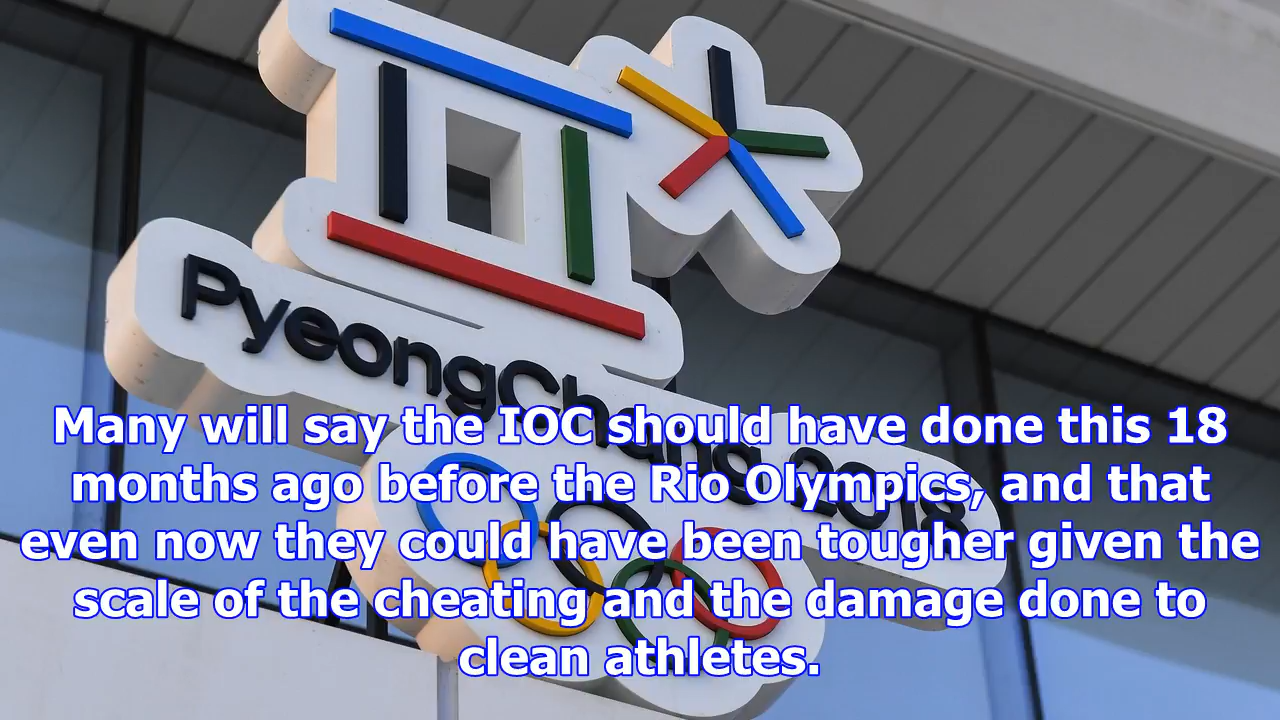 PyeongChang 2018
Many will say the IOC should have done this 18
months ago before the Rio Olympics, and that
even now they could have been tougher given the
scale of the cheating and the damage done to
clean athletes.